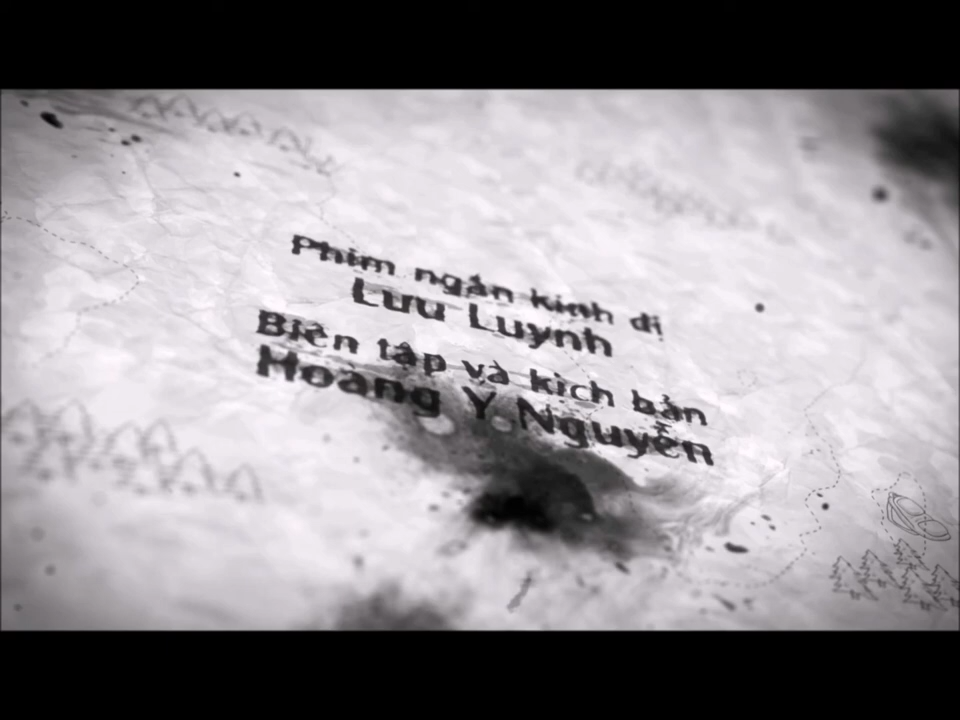 Phim ngắn kinh dị
Lưu Luynh
Biên tập và kịch bản
Hoàng Y Nguyễn